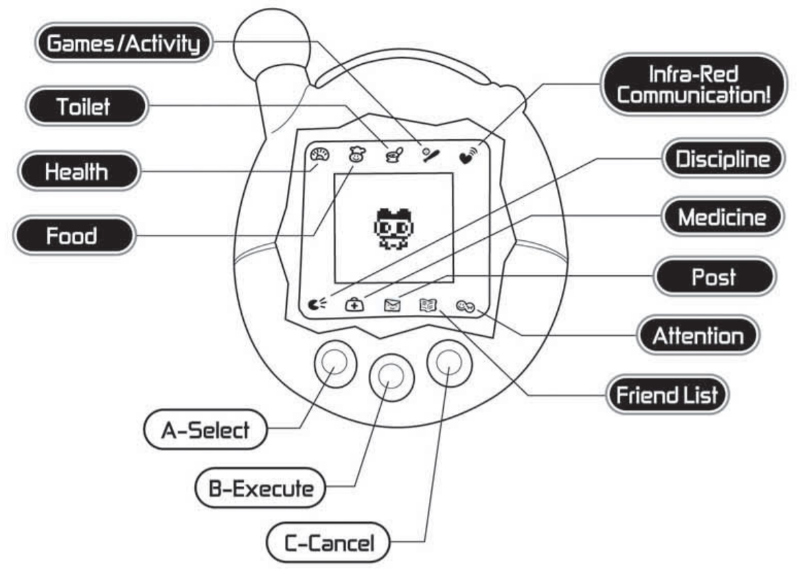 Games/Activity
Toilet
Health
Food
Infra-Red
Communication!
Discipline
Medicine
Post
Attention
Friend List
A-Select
B-Execute
C-Cancel